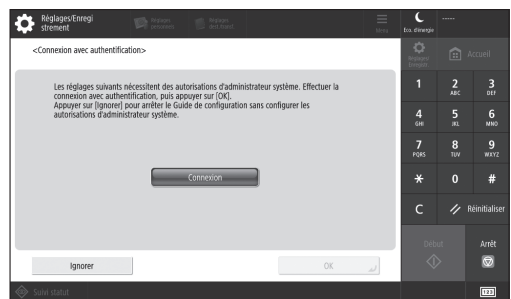 Réglages/Enregi
strement
Réglages personnels
Réglages dest./transf.
Menu
Eco. d'énergie
-----
<Connexion avec authentification>
Les réglages suivants nécessitent des autorisations d'administrateur système. Effectuer la
connexion avec authentification, puis appuyer sur [OK].
Appuyer sur [Ignorer] pour arrêter le Guide de configuration sans configurer les
autorisations d'administrateur système.
Connexion
Ignorer
OK
Suivi statut
Réglages/
Enregistr.
Accueil
1
2 ABC
3 DEF
4 GHI
5 JKL
6 MNO
7 PQRS
8 TUV
9 WXYZ
* 0 #
C
Réinitialiser
Début
Arrêt
123